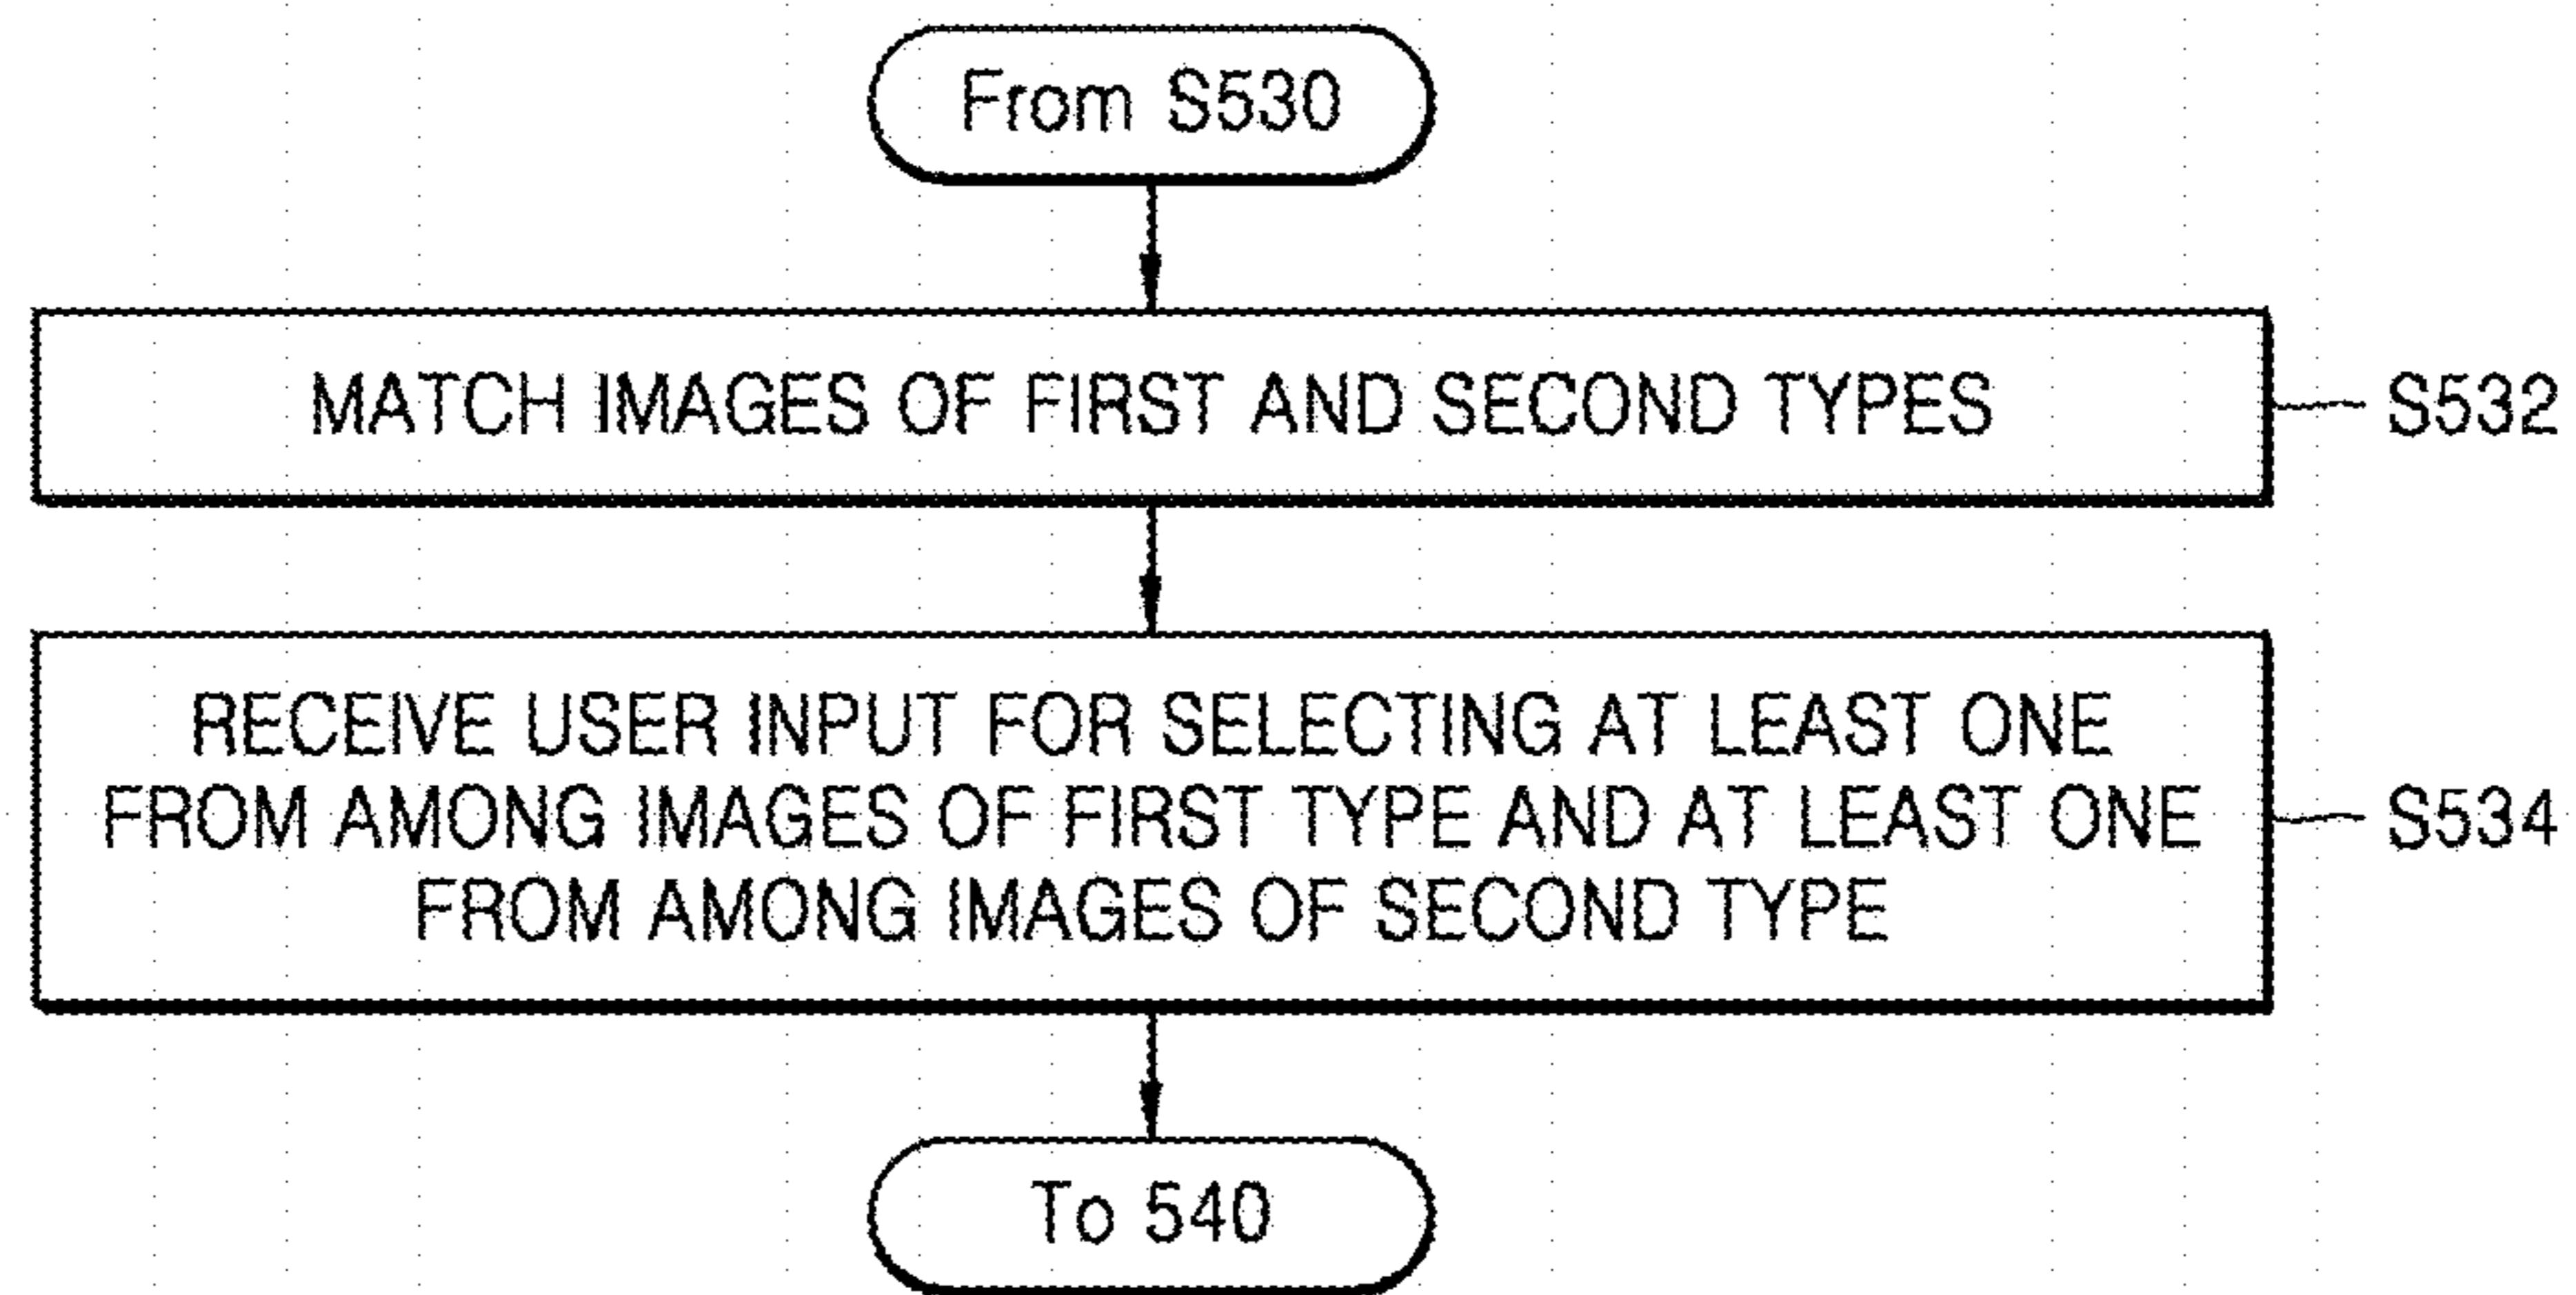 From S530
MATCH IMAGES OF FIRST AND SECOND TYPES
S532
RECEIVE USER INPUT FOR SELECTING AT LEAST ONE
FROM AMONG IMAGES OF FIRST TYPE AND AT LEAST ONE
FROM AMONG IMAGES OF SECOND TYPE
S534
To 540